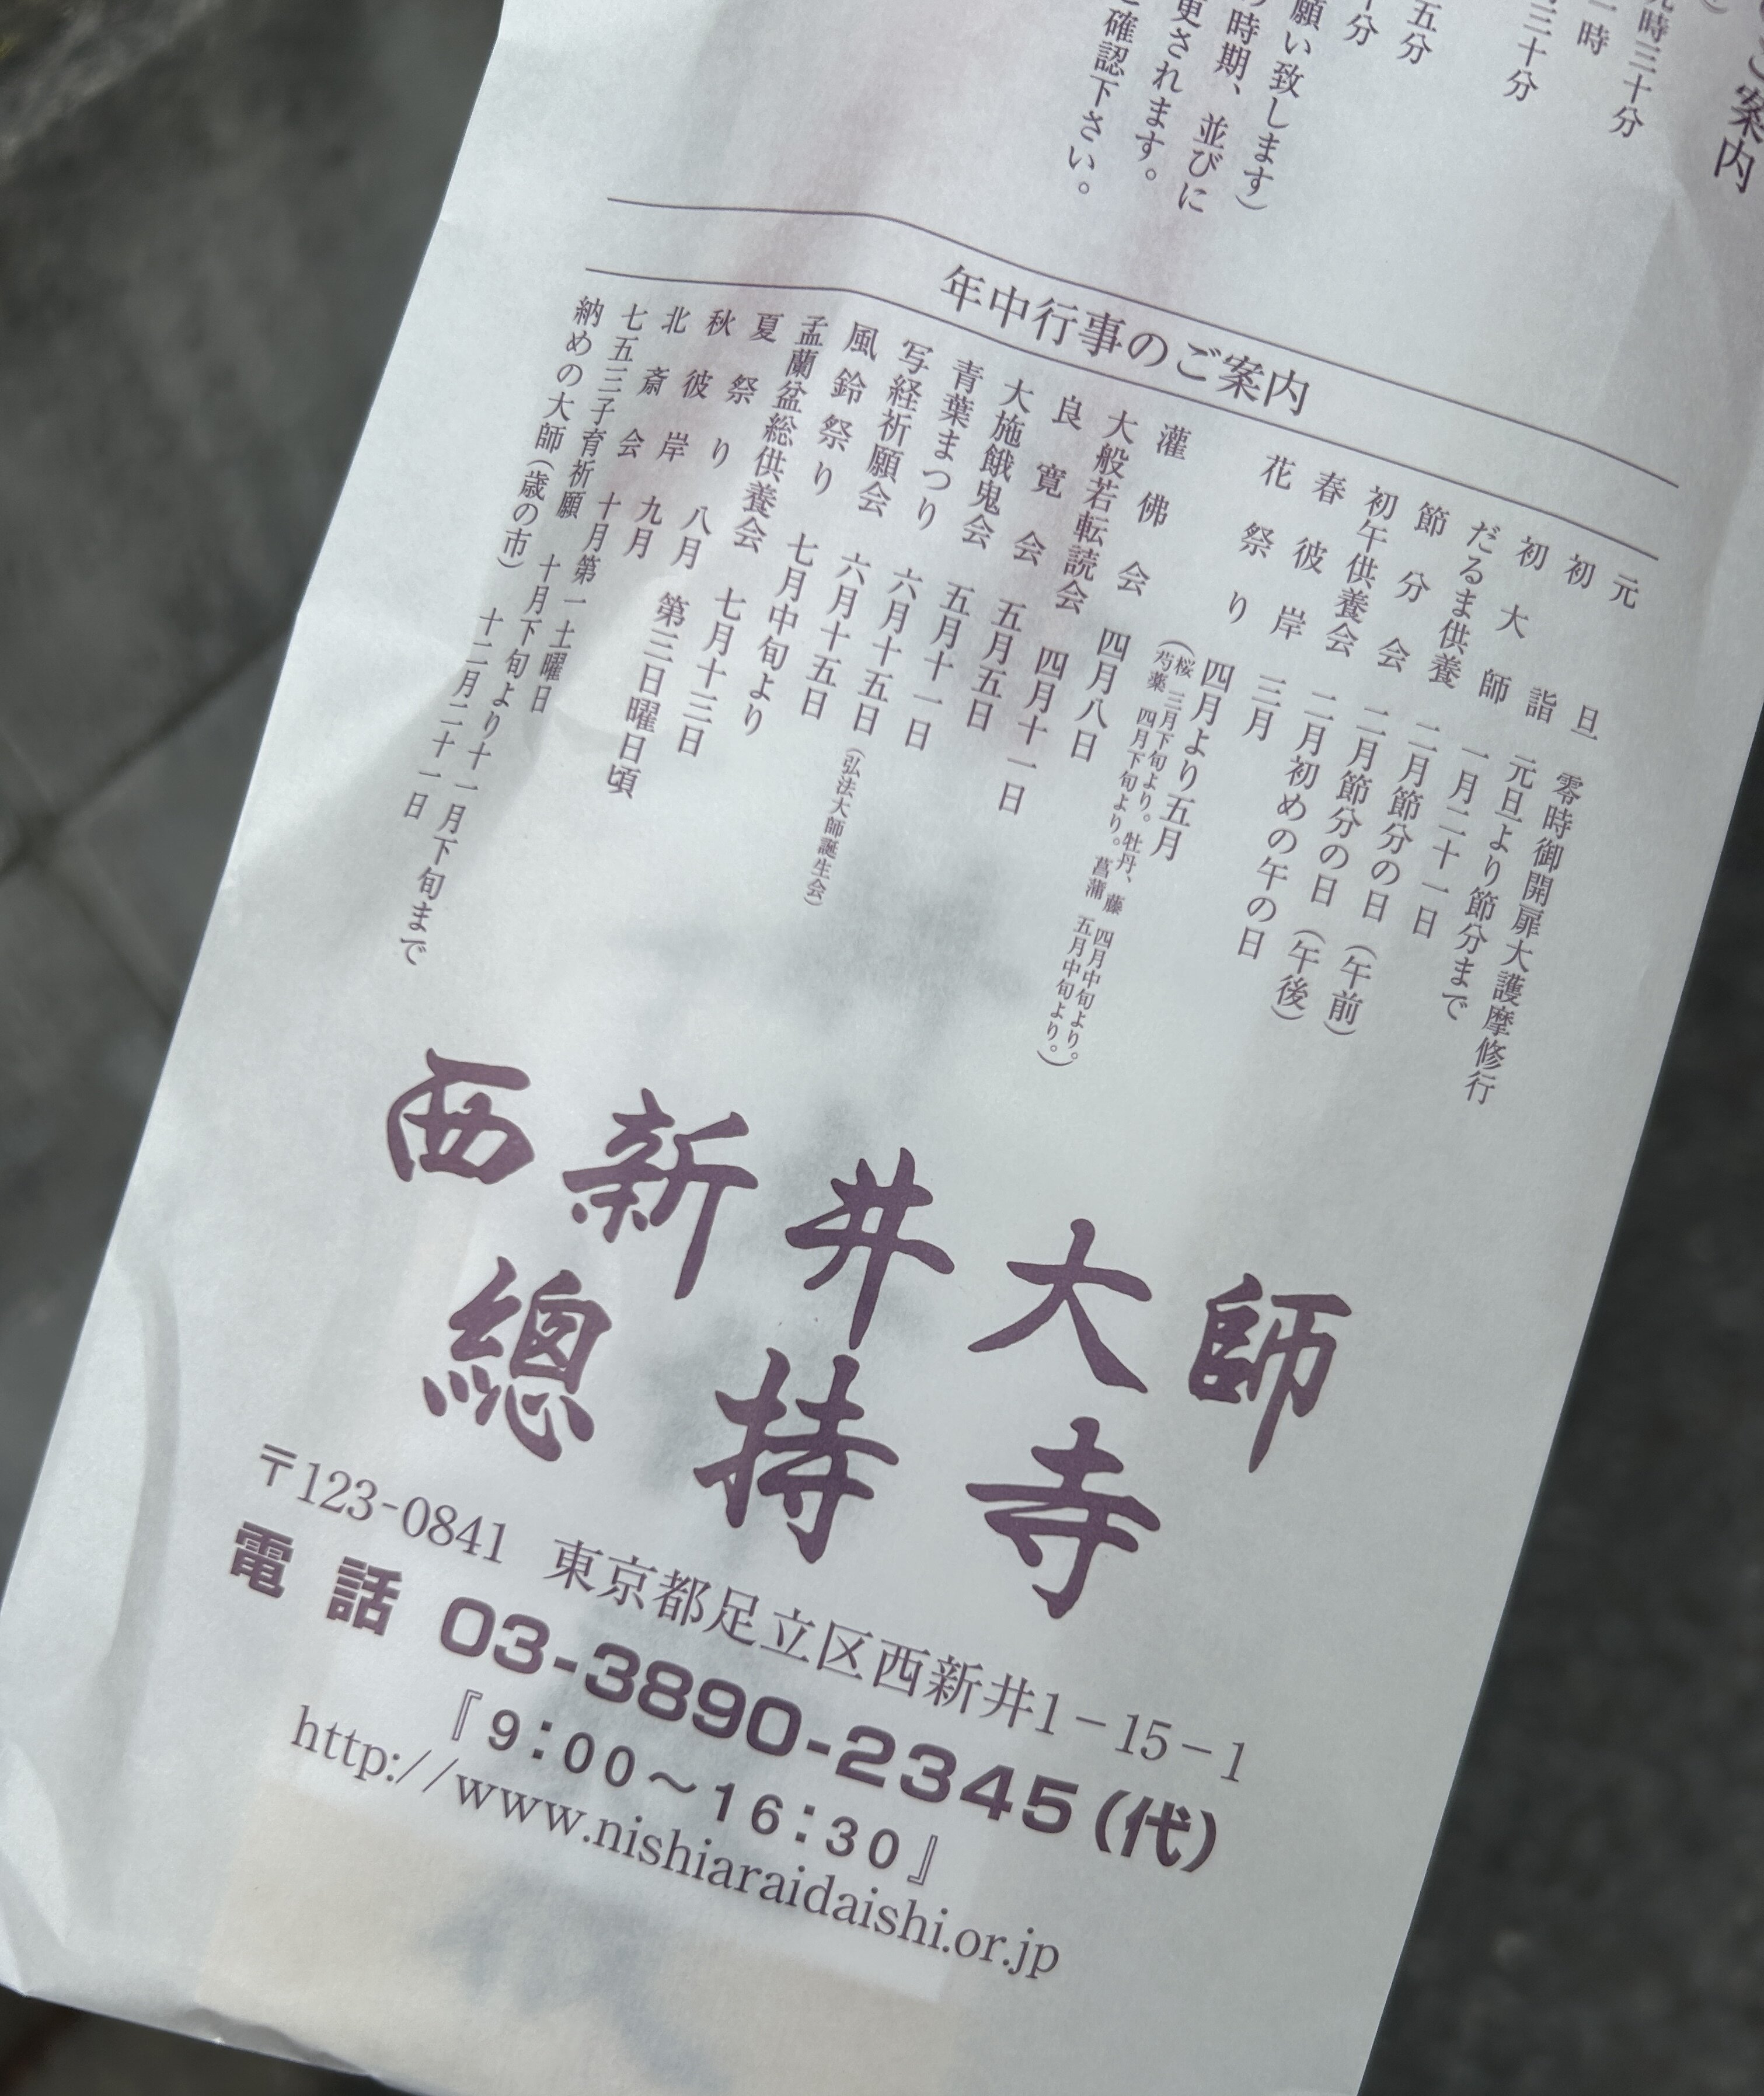 ご案内
時三十分
一時
三十分
五分
十分
願い致します）
時期、並びに
更されます。
確認下さい。
年中行事のご案内
元旦 零時御開扉大護摩修行
初詣 元旦より節分まで
初大師 一月二十一日
だるま供養 二月節分の日（午前）
節分会 二月節分の日（午後）
初午供養会 二月初めの午の日
春彼岸 三月
花祭り 四月より五月
（桜 三月下旬より。牡丹、藤 四月中旬より。
芍薬 四月下旬より。菖蒲 五月中旬より。）
灌佛会 四月八日
大般若転読会 四月十一日
良寛会 五月五日
大施餓鬼会 五月十一日
青葉まつり 六月十五日（弘法大師誕生会）
写経祈願会 六月十五日
風鈴祭り 七月中旬より
盂蘭盆総供養会 七月十三日
夏祭り 八月 第三日曜日頃
秋彼岸 九月
北斎会 十月第一土曜日
七五三子育祈願 十月下旬より十一月下旬まで
納めの大師（歳の市） 十二月二十一日
西新井大師
總持寺
〒123-0841 東京都足立区西新井1－15－1
電話 03-3890-2345（代）
『9：00～16：30』
http://www.nishiaraidaishi.or.jp